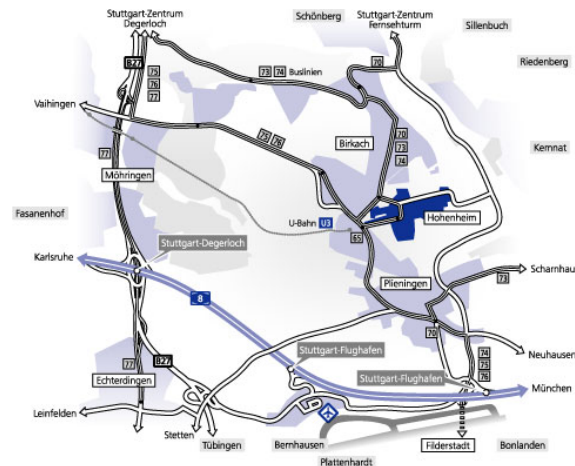 Stuttgart-Zentrum
Degerloch
Schönberg
Stuttgart-Zentrum
Fernsehturm
Sillenbuch
Riedenberg
B27
75
76
77
73 74 Buslinien
70
Vaihingen
75 76
Birkach
70
73
74
Kemnat
77
Möhringen
Fasanenhof
U-Bahn U3
Hohenheim
65
Stuttgart-Degerloch
Karlsruhe
Scharnhausen
73
Plieningen
8
70
Stuttgart-Flughafen
74
75
76
Neuhausen
77
B27
Echterdingen
Stuttgart-Flughafen
München
Leinfelden
Stetten
Tübingen
Bernhausen
Plattenhardt
Filderstadt
Bonlanden